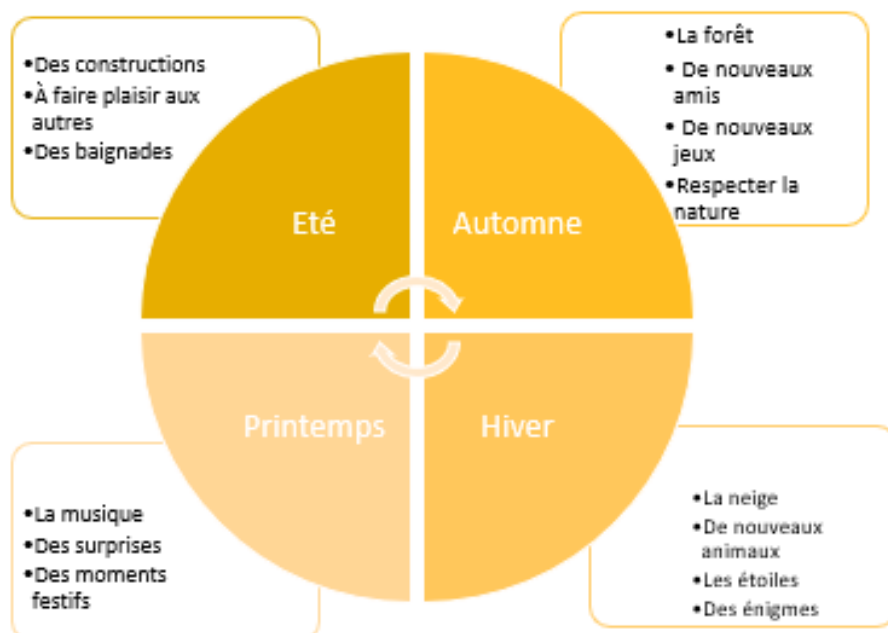 •Des constructions
•À faire plaisir aux
autres
•Des baignades
•La forêt
• De nouveaux
amis
• De nouveaux
jeux
•Respecter la
nature
Eté
Automne
Printemps
Hiver
•La musique
•Des surprises
•Des moments
festifs
•La neige
•De nouveaux
animaux
•Les étoiles
•Des énigmes